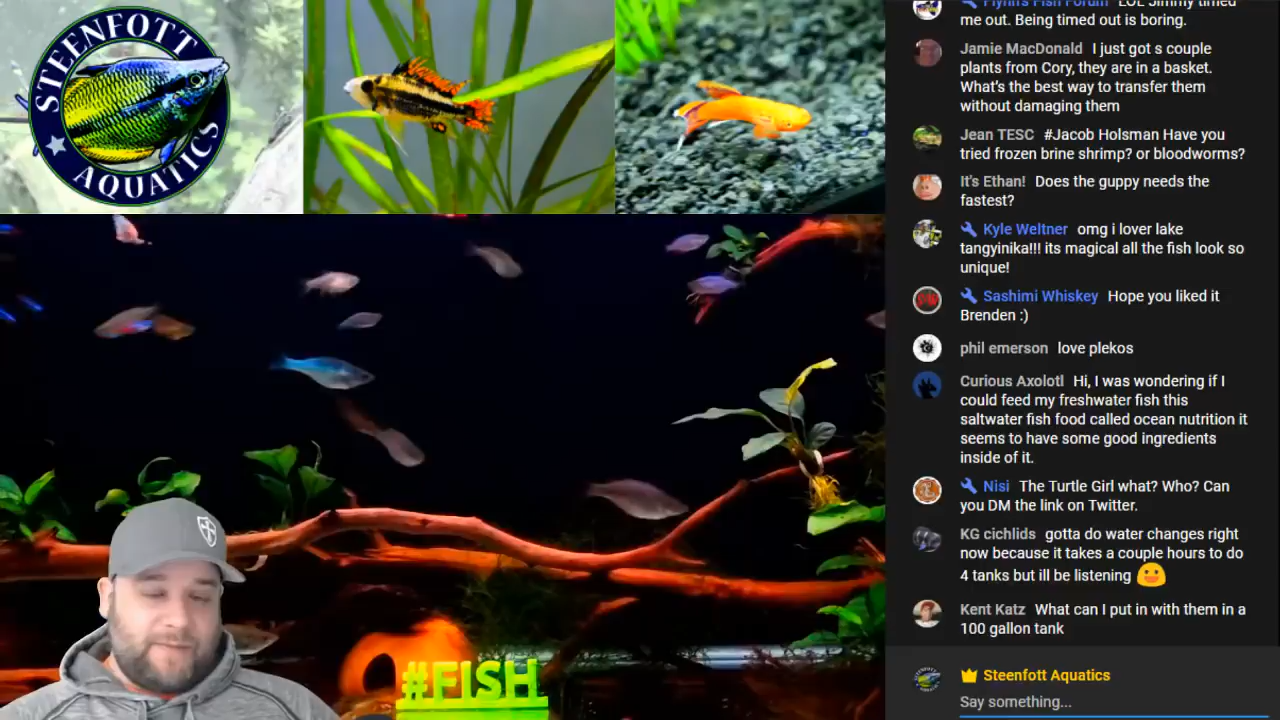 STEENFOTT
AQUATICS
#FISH
me out. Being timed out is boring.
Jamie MacDonald I just got s couple
plants from Cory, they are in a basket.
What's the best way to transfer them
without damaging them
Jean TESC #Jacob Holsman Have you
tried frozen brine shrimp? or bloodworms?
It's Ethan! Does the guppy needs the
fastest?
Kyle Weltner omg i lover lake
tangyinika!!! its magical all the fish look so
unique!
Sashimi Whiskey Hope you liked it
Brenden :)
phil emerson love plekos
Curious Axolotl Hi, I was wondering if I
could feed my freshwater fish this
saltwater fish food called ocean nutrition it
seems to have some good ingredients
inside of it.
Nisi The Turtle Girl what? Who? Can
you DM the link on Twitter.
KG cichlids gotta do water changes right
now because it takes a couple hours to do
4 tanks but ill be listening
Kent Katz What can I put in with them in a
100 gallon tank
Steenfott Aquatics
Say something...